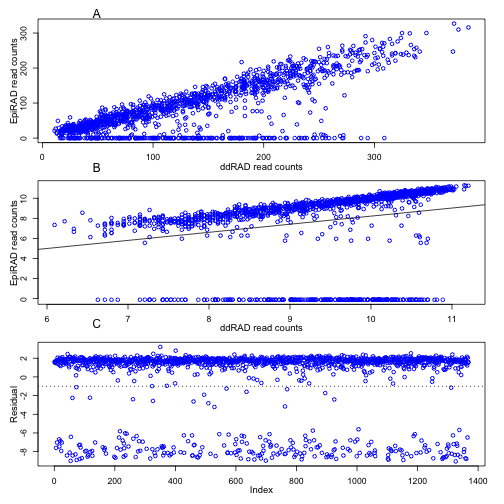 A
EpiRAD read counts
0 100 200 300
0 100 200 300
ddRAD read counts
B
EpiRAD read counts
0 2 4 6 8 10
6 7 8 9 10 11
ddRAD read counts
C
Residual
-8 -6 -4 -2 0 2
0 200 400 600 800 1000 1200 1400
Index